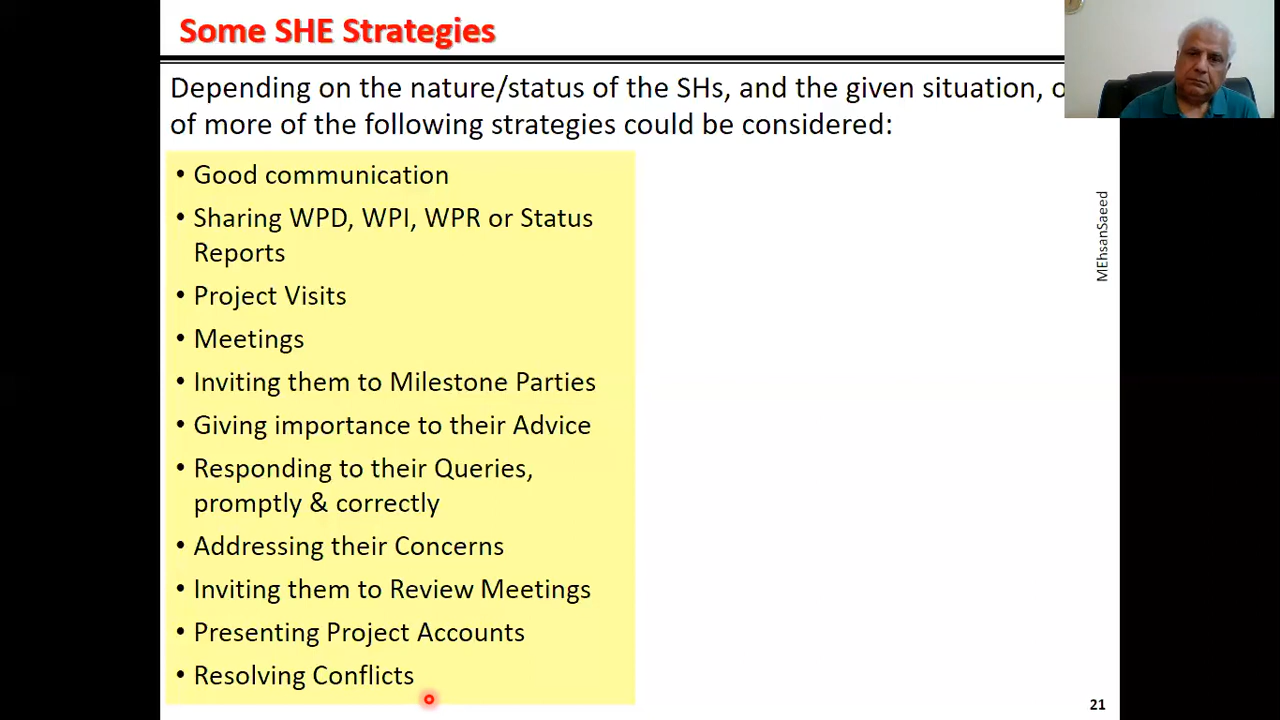 Some SHE Strategies
Depending on the nature/status of the SHs, and the given situation,
of more of the following strategies could be considered:
• Good communication
• Sharing WPD, WPI, WPR or Status
Reports
• Project Visits
• Meetings
• Inviting them to Milestone Parties
• Giving importance to their Advice
• Responding to their Queries,
promptly & correctly
• Addressing their Concerns
• Inviting them to Review Meetings
• Presenting Project Accounts
• Resolving Conflicts
MEhsanSaeed
21